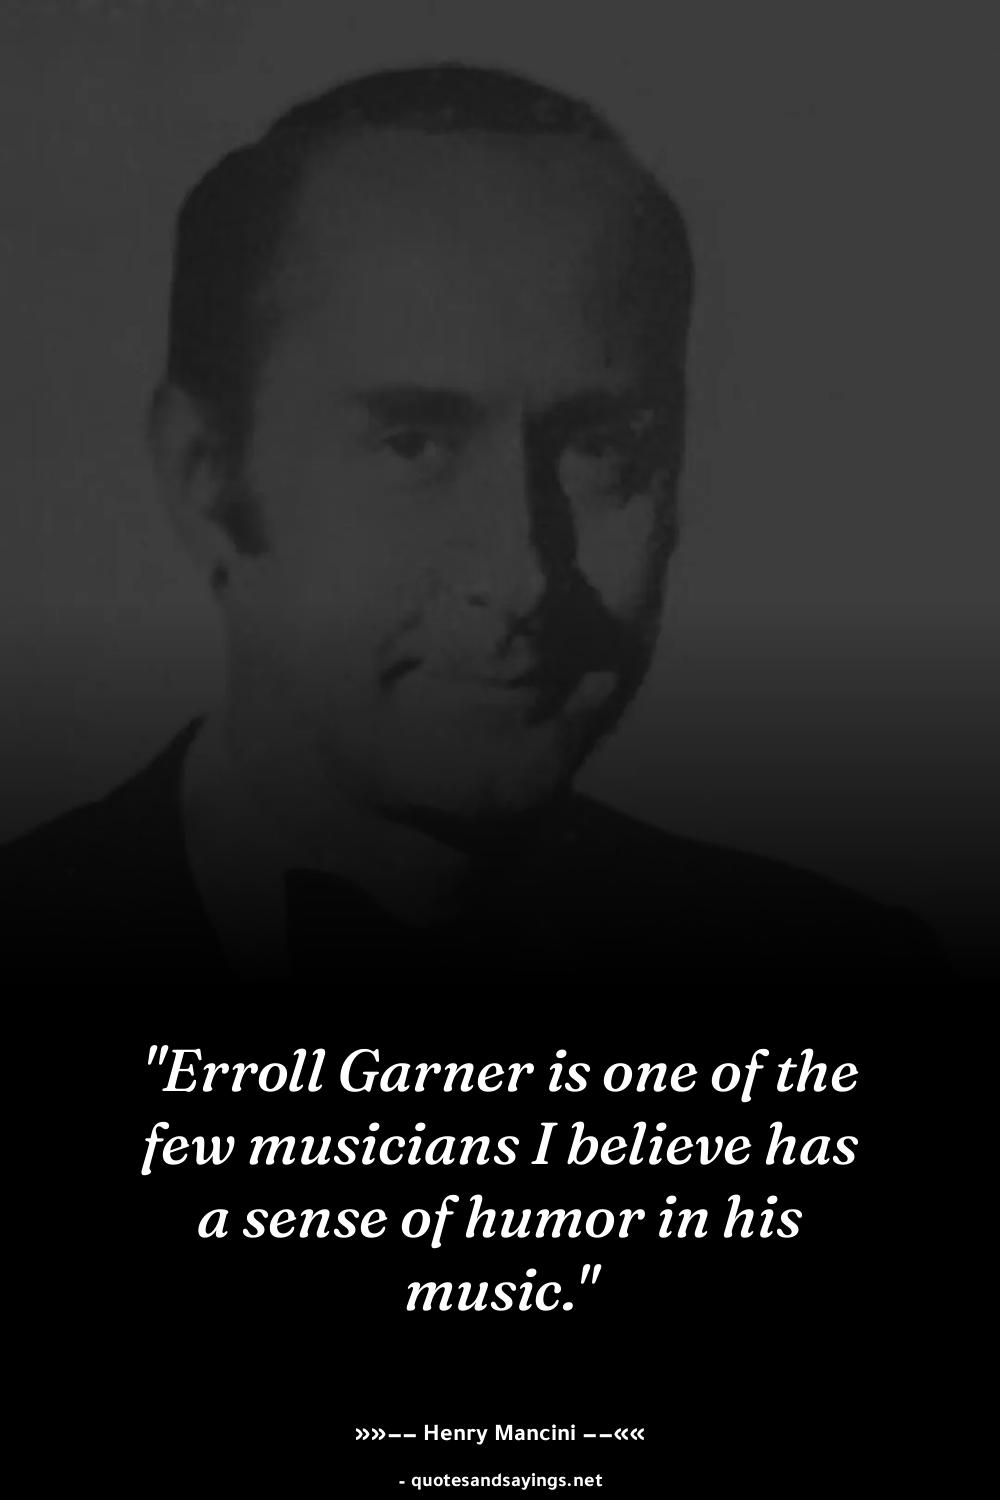 "Erroll Garner is one of the
few musicians I believe has
a sense of humor in his
music."
»»−− Henry Mancini −−««
- quotesandsayings.net